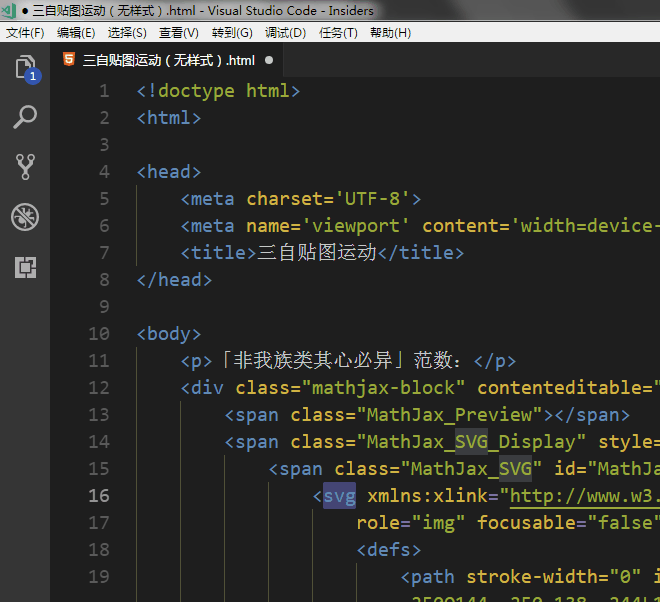 ● 三自贴图运动（无样式）.html - Visual Studio Code - Insiders
文件(F) 编辑(E) 选择(S) 查看(V) 转到(G) 调试(D) 任务(T) 帮助(H)
三自贴图运动（无样式）.html ●
1
1 <!doctype html>
2 <html>
3
4 <head>
5 <meta charset='UTF-8'>
6 <meta name='viewport' content='width=device-
7 <title>三自贴图运动</title>
8 </head>
9
10 <body>
11 <p>「非我族类其心必异」范数：</p>
12 <div class="mathjax-block" contenteditable="
13 <span class="MathJax_Preview"></span>
14 <span class="MathJax_SVG_Display" style=
15 <span class="MathJax_SVG" id="MathJa
16 <svg xmlns:xlink="http://www.w3.
17 role="img" focusable="false"
18 <defs>
19 <path stroke-width="0" i